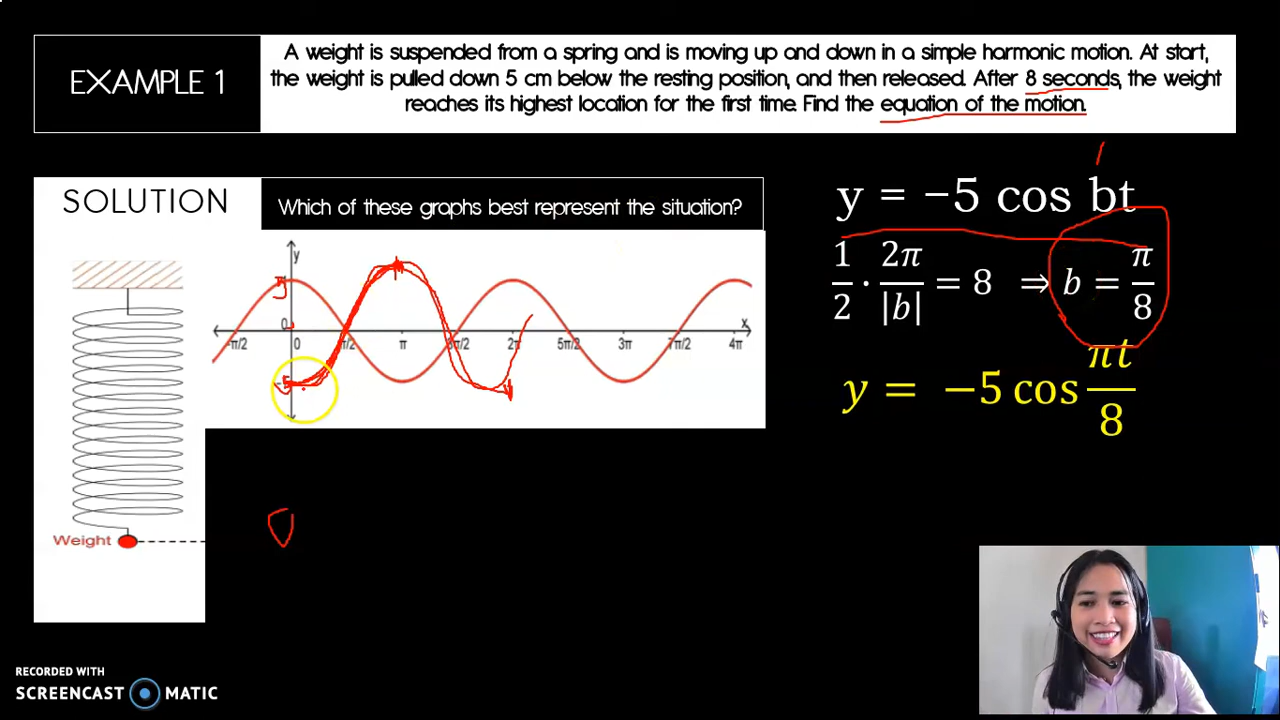 EXAMPLE 1
A weight is suspended from a spring and is moving up and down in a simple harmonic motion. At start,
the weight is pulled down 5 cm below the resting position, and then released. After 8 seconds, the weight
reaches its highest location for the first time. Find the equation of the motion.
SOLUTION
Which of these graphs best represent the situation?
y
0
x
-π/2 0 π/2 π 3π/2 2π 5π/2 3π 7π/2 4π
Weight
y = −5 cos bt
1/2 · 2π/|b| = 8 ⇒ b = π/8
y = −5 cos πt/8
RECORDED WITH
SCREENCAST MATIC